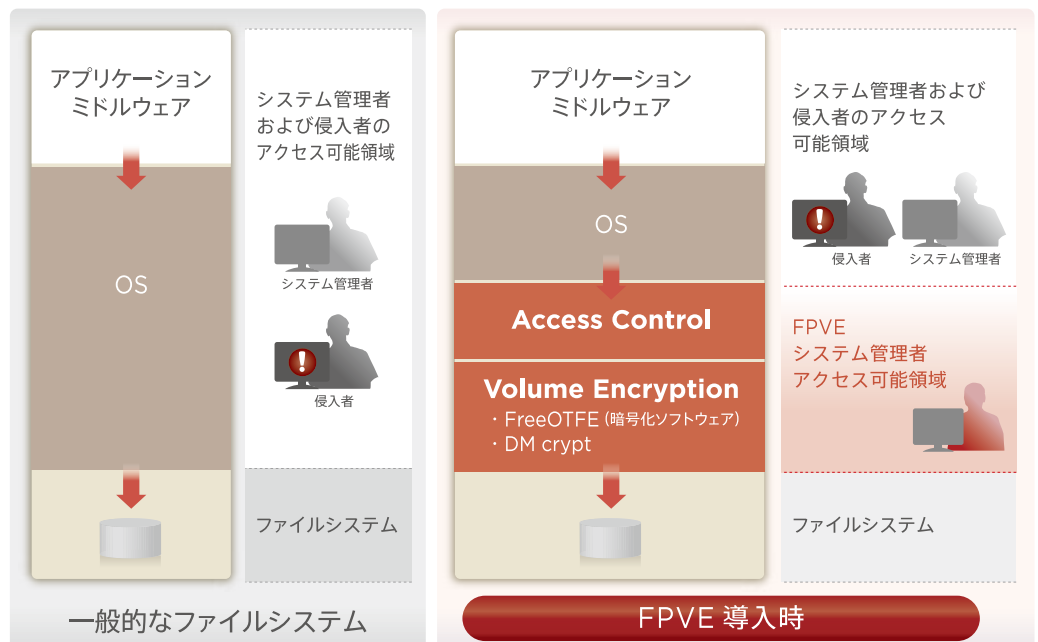 アプリケーション
ミドルウェア
OS
システム管理者
および侵入者の
アクセス可能領域
システム管理者
侵入者
ファイルシステム
一般的なファイルシステム
アプリケーション
ミドルウェア
OS
Access Control
Volume Encryption
・FreeOTFE (暗号化ソフトウェア)
・DM crypt
システム管理者および
侵入者のアクセス
可能領域
侵入者
システム管理者
FPVE
システム管理者
アクセス可能領域
ファイルシステム
FPVE 導入時